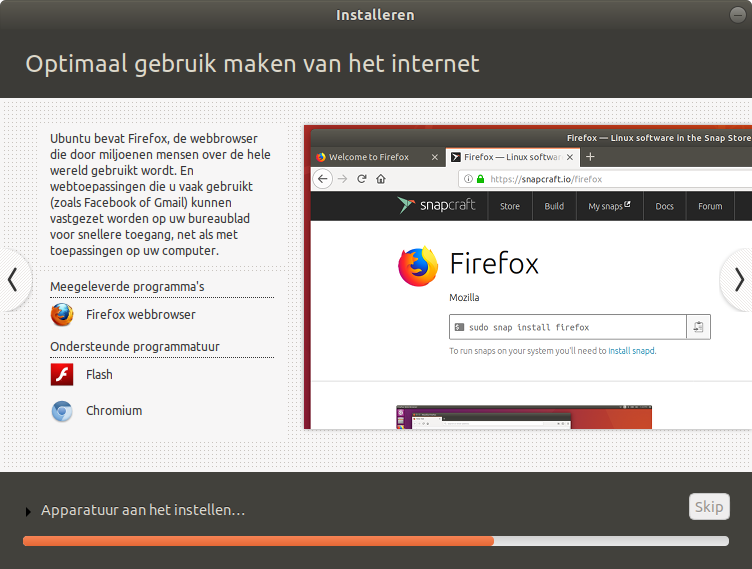 Installeren
Optimaal gebruik maken van het internet
Ubuntu bevat Firefox, de webbrowser
die door miljoenen mensen over de hele
wereld gebruikt wordt. En
webtoepassingen die u vaak gebruikt
(zoals Facebook of Gmail) kunnen
vastgezet worden op uw bureaublad
voor snellere toegang, net als met
toepassingen op uw computer.
Meegeleverde programma's
Firefox webbrowser
Ondersteunde programmatuur
Flash
Chromium
Firefox — Linux software in the Snap Store
Welcome to Firefox
Firefox — Linux softwar
https://snapcraft.io/firefox
snapcraft Store Build My snaps Docs Forum
Firefox
Mozilla
sudo snap install firefox
To run snaps on your system you'll need to install snapd.
Apparatuur aan het instellen…
Skip